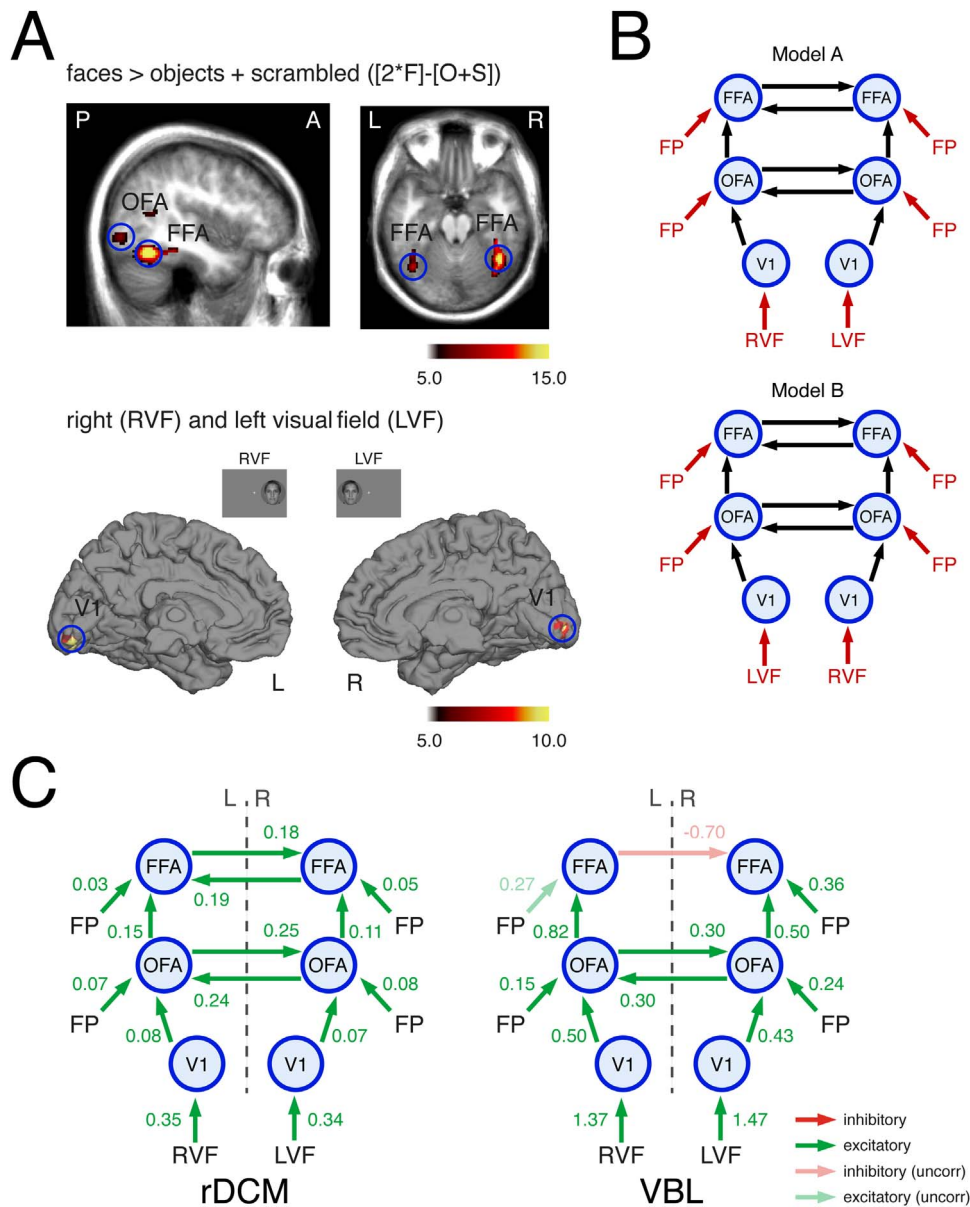 A
faces > objects + scrambled ([2*F]-[O+S])
P A
OFA
FFA
L R
FFA FFA
5.0 15.0
right (RVF) and left visual field (LVF)
RVF LVF
V1 V1
L R
5.0 10.0
B
Model A
FFA FFA
FP FP
OFA OFA
FP FP
V1 V1
RVF LVF
Model B
FFA FFA
FP FP
OFA OFA
FP FP
V1 V1
LVF RVF
C
L R
0.18
FFA FFA
0.03 0.19 0.05
FP FP
0.15 0.25 0.11
OFA OFA
0.07 0.24 0.08
FP FP
0.08 0.07
V1 V1
0.35 0.34
RVF LVF
rDCM
L R
-0.70
FFA FFA
0.27 0.36
FP FP
0.82 0.30 0.50
OFA OFA
0.15 0.30 0.24
FP FP
0.50 0.43
V1 V1
1.37 1.47
RVF LVF
VBL
inhibitory
excitatory
inhibitory (uncorr)
excitatory (uncorr)